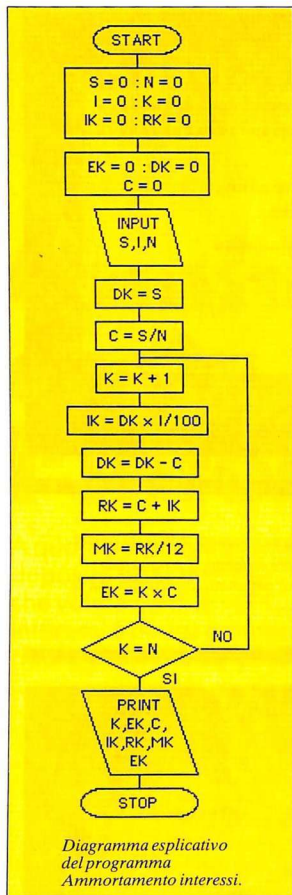 START
S = 0 : N = 0
I = 0 : K = 0
IK = 0 : RK = 0
EK = 0 : DK = 0
C = 0
INPUT
S,I,N
DK = S
C = S/N
K = K + 1
IK = DK x I/100
DK = DK - C
RK = C + IK
MK = RK/12
EK = K x C
K = N
NO
SI
PRINT
K,EK,C,
IK,RK,MK
EK
STOP
Diagramma esplicativo
del programma
Ammortamento interessi.